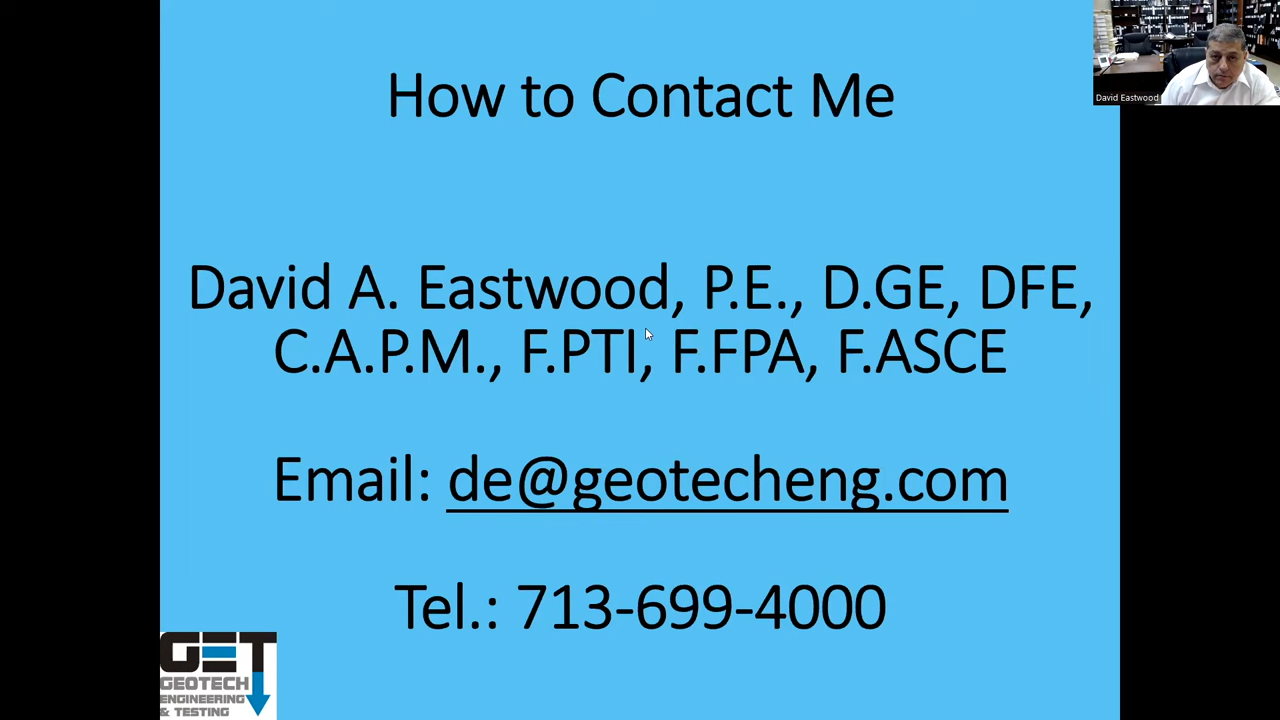 How to Contact Me
David Eastwood
David A. Eastwood, P.E., D.GE, DFE,
C.A.P.M., F.PTI, F.FPA, F.ASCE
Email: de@geotecheng.com
Tel.: 713-699-4000
GET
GEOTECH
ENGINEERING
& TESTING